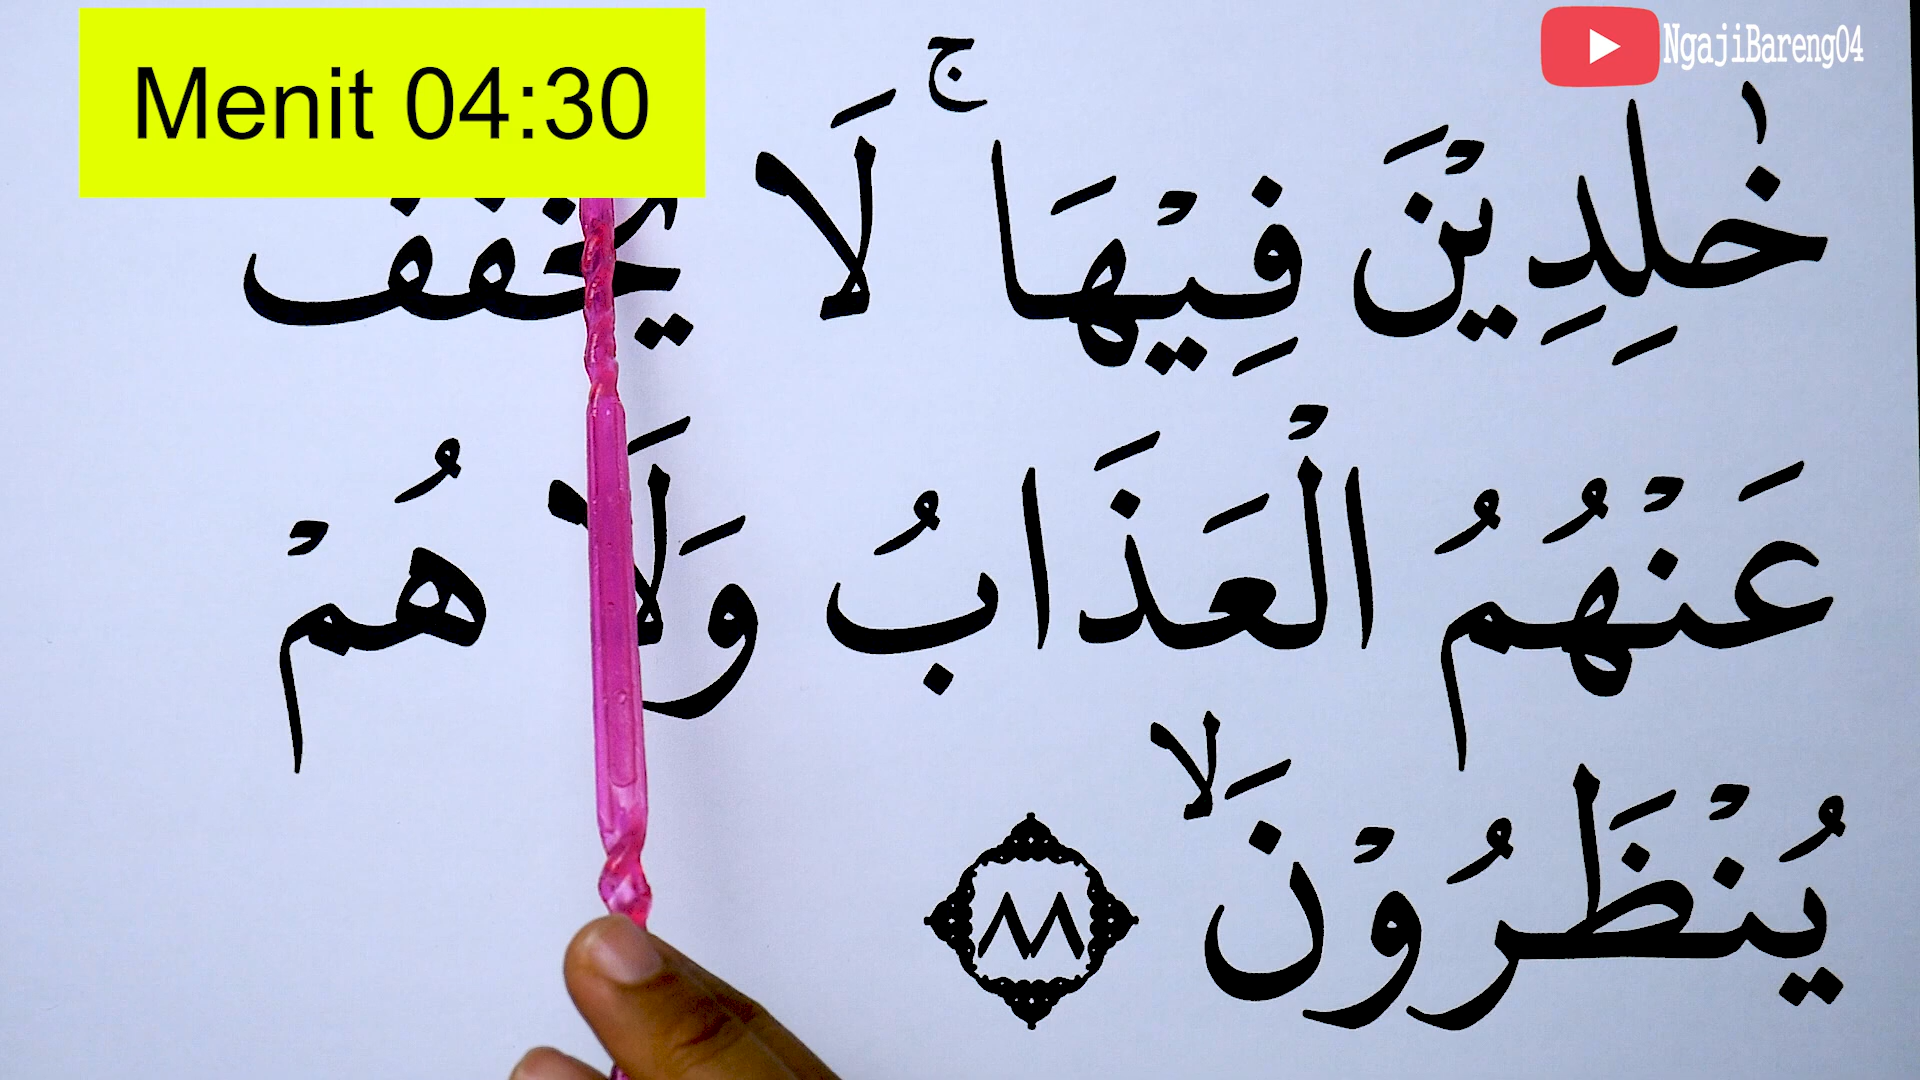 Menit 04:30
NgajiBareng04
خٰلِدِيْنَ فِيْهَا ۚ لَا
عَنْهُمُ الْعَذَابُ وَلَا هُمْ
يُنْظَرُوْنَ ۙ ٨٨